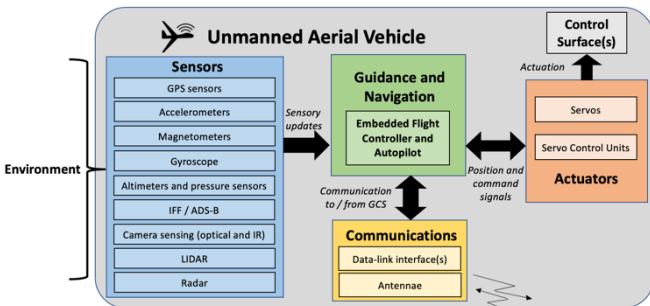 Unmanned Aerial Vehicle
Control
Surface(s)
Environment
Sensors
GPS sensors
Accelerometers
Magnetometers
Gyroscope
Altimeters and pressure sensors
IFF / ADS-B
Camera sensing (optical and IR)
LIDAR
Radar
Sensory
updates
Guidance and
Navigation
Embedded Flight
Controller and
Autopilot
Communication
to / from GCS
Communications
Data-link interface(s)
Antennae
Position and
command
signals
Actuation
Servos
Servo Control Units
Actuators